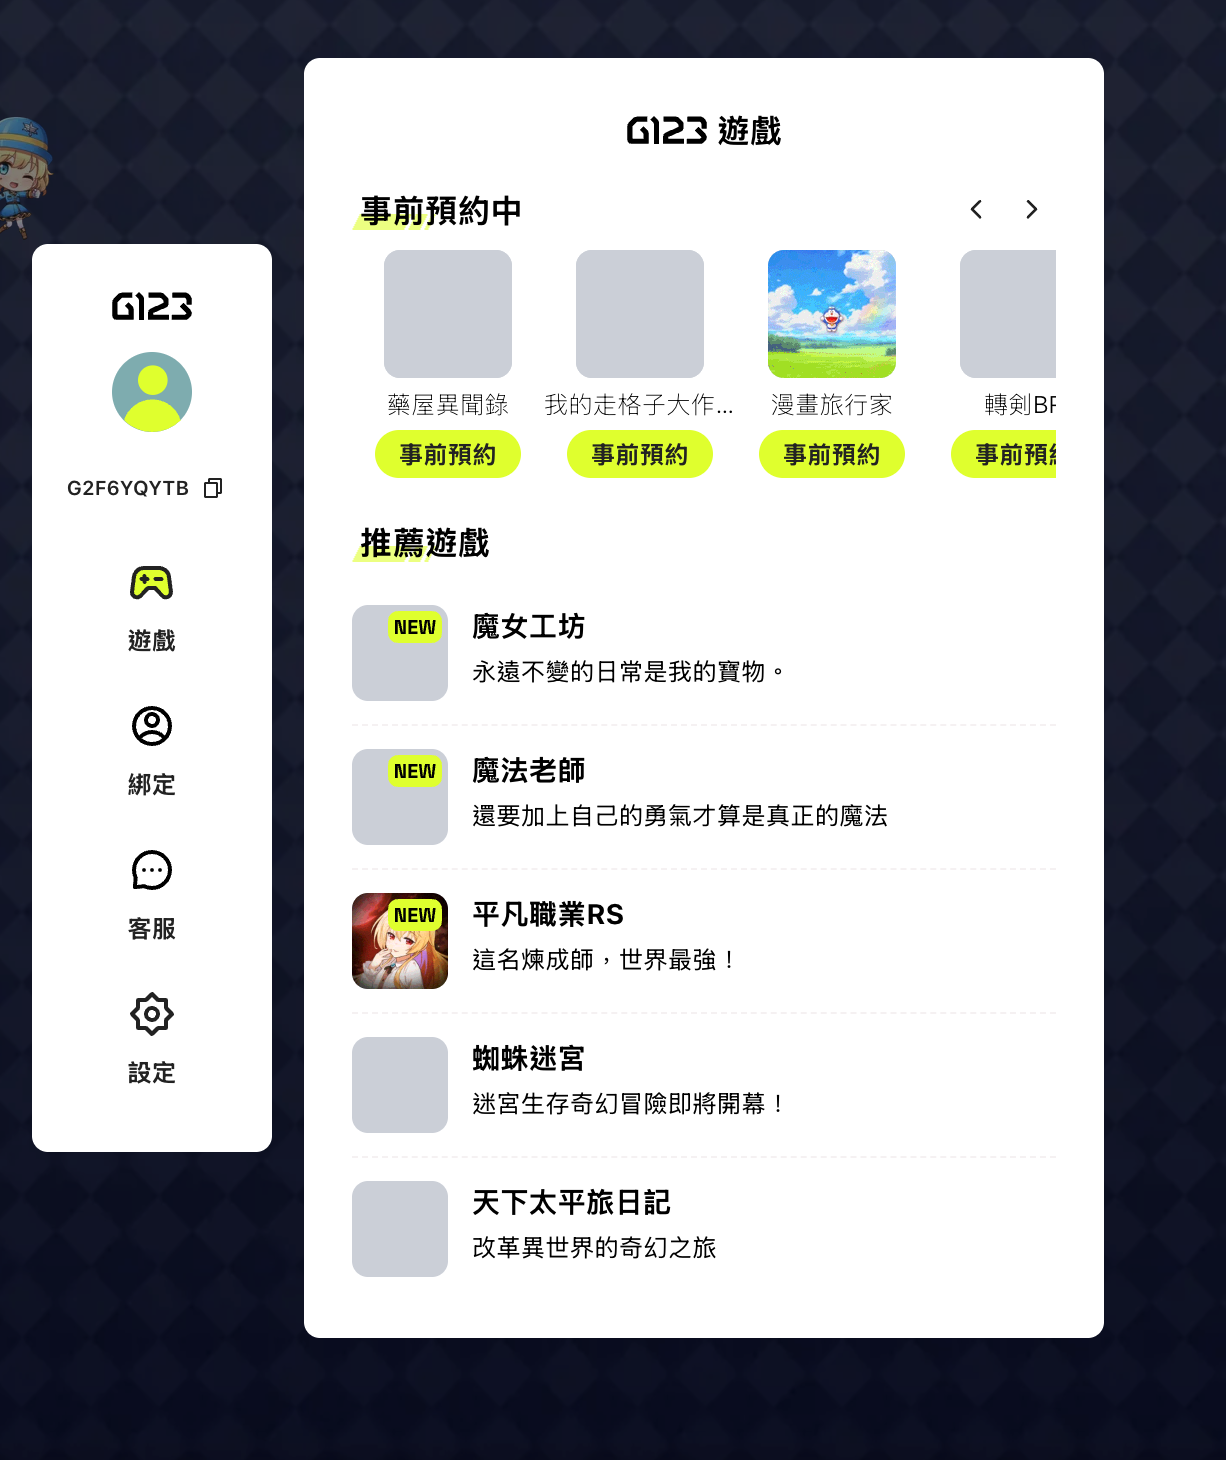 G123
G2F6YQYTB
遊戲
綁定
客服
設定
G123 遊戲
事前預約中
藥屋異聞錄
我的走格子大作...
漫畫旅行家
轉剣BR
事前預約
事前預約
事前預約
事前預約
推薦遊戲
NEW
魔女工坊
永遠不變的日常是我的寶物。
NEW
魔法老師
還要加上自己的勇氣才算是真正的魔法
NEW
平凡職業RS
這名煉成師，世界最強！
蜘蛛迷宮
迷宮生存奇幻冒險即將開幕！
天下太平旅日記
改革異世界的奇幻之旅